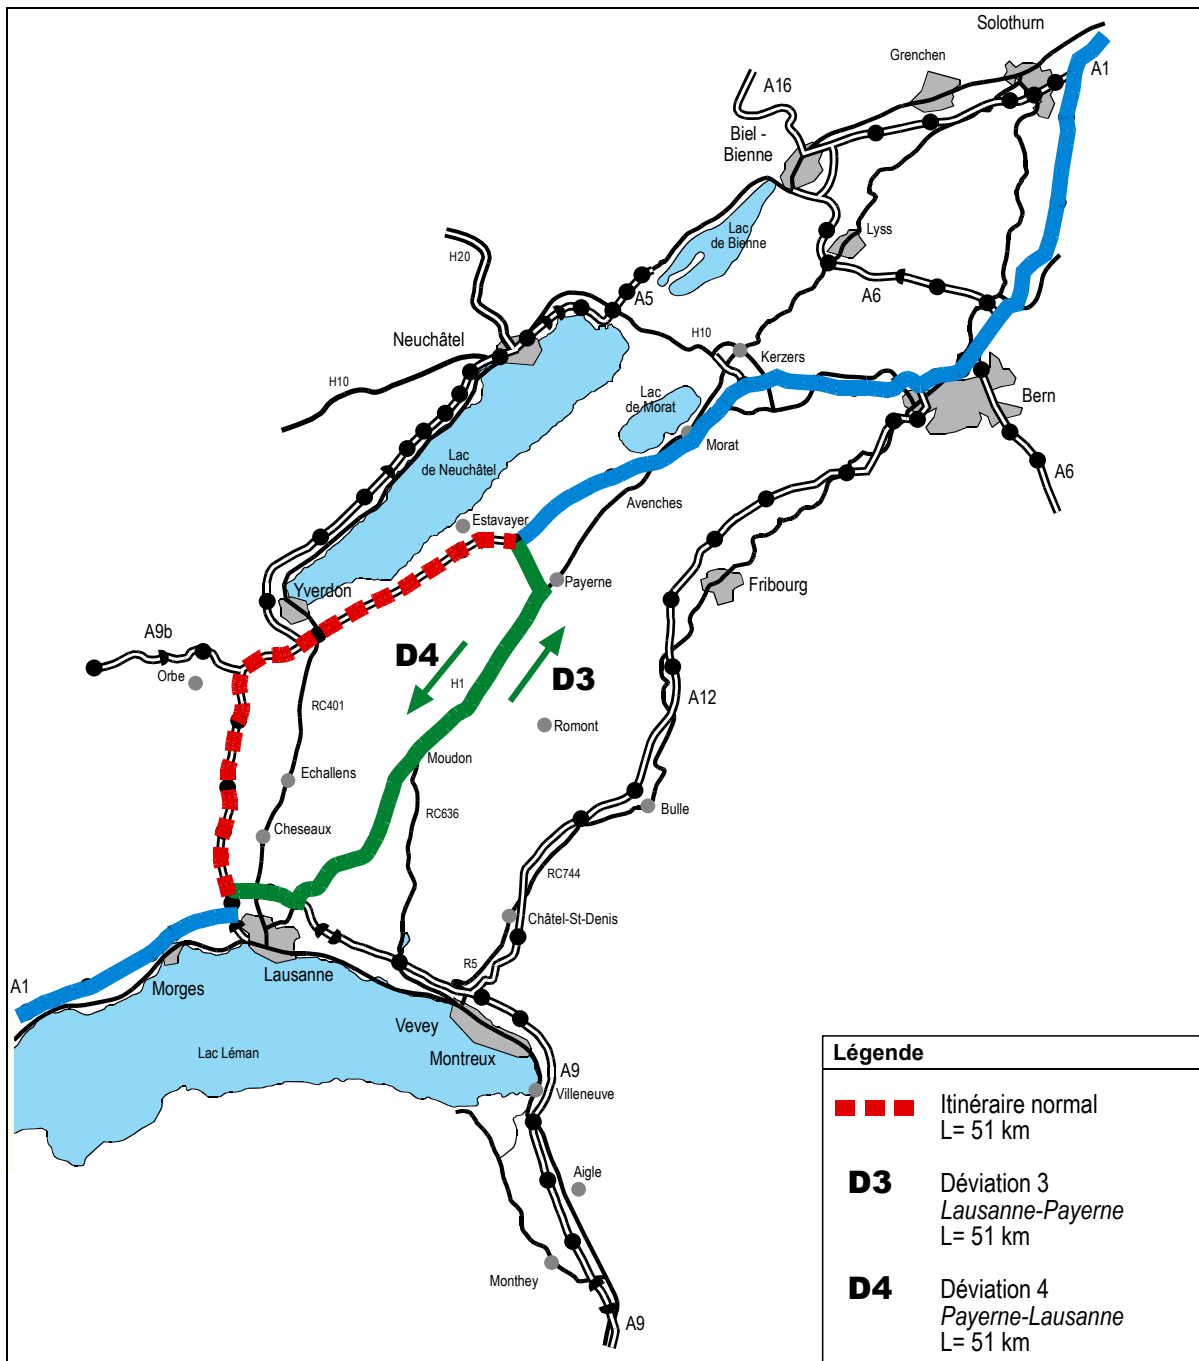 Solothurn
Grenchen
A1
A16
Biel -
Bienne
Lac
de Bienne
Lyss
H20
A6
A5
Neuchâtel
H10
Kerzers
H10
Lac
de Morat
Bern
Morat
Lac
de Neuchâtel
A6
Avenches
Estavayer
Payerne
Yverdon
Fribourg
A9b
D4
Orbe
H1
D3
RC401
A12
Romont
Moudon
Echallens
RC636
Bulle
Cheseaux
RC744
Châtel-St-Denis
R5
Lausanne
A1
Morges
Vevey
Lac Léman
Montreux
A9
Villeneuve
Aigle
Monthey
A9
Légende
Itinéraire normal
L= 51 km
D3 Déviation 3
Lausanne-Payerne
L= 51 km
D4 Déviation 4
Payerne-Lausanne
L= 51 km